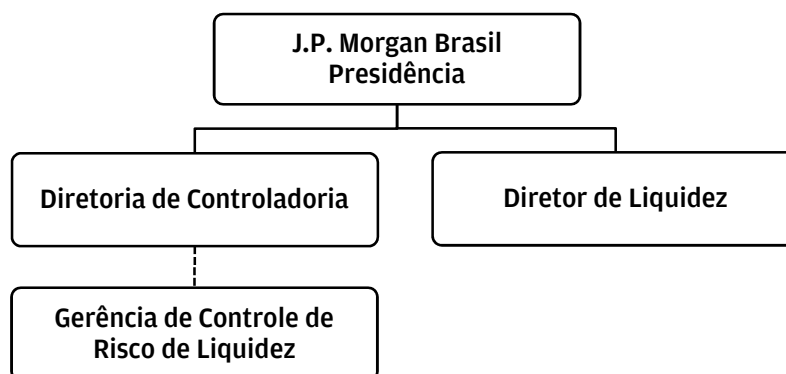 J.P. Morgan Brasil
Presidência
Diretoria de Controladoria
Diretor de Liquidez
Gerência de Controle de
Risco de Liquidez